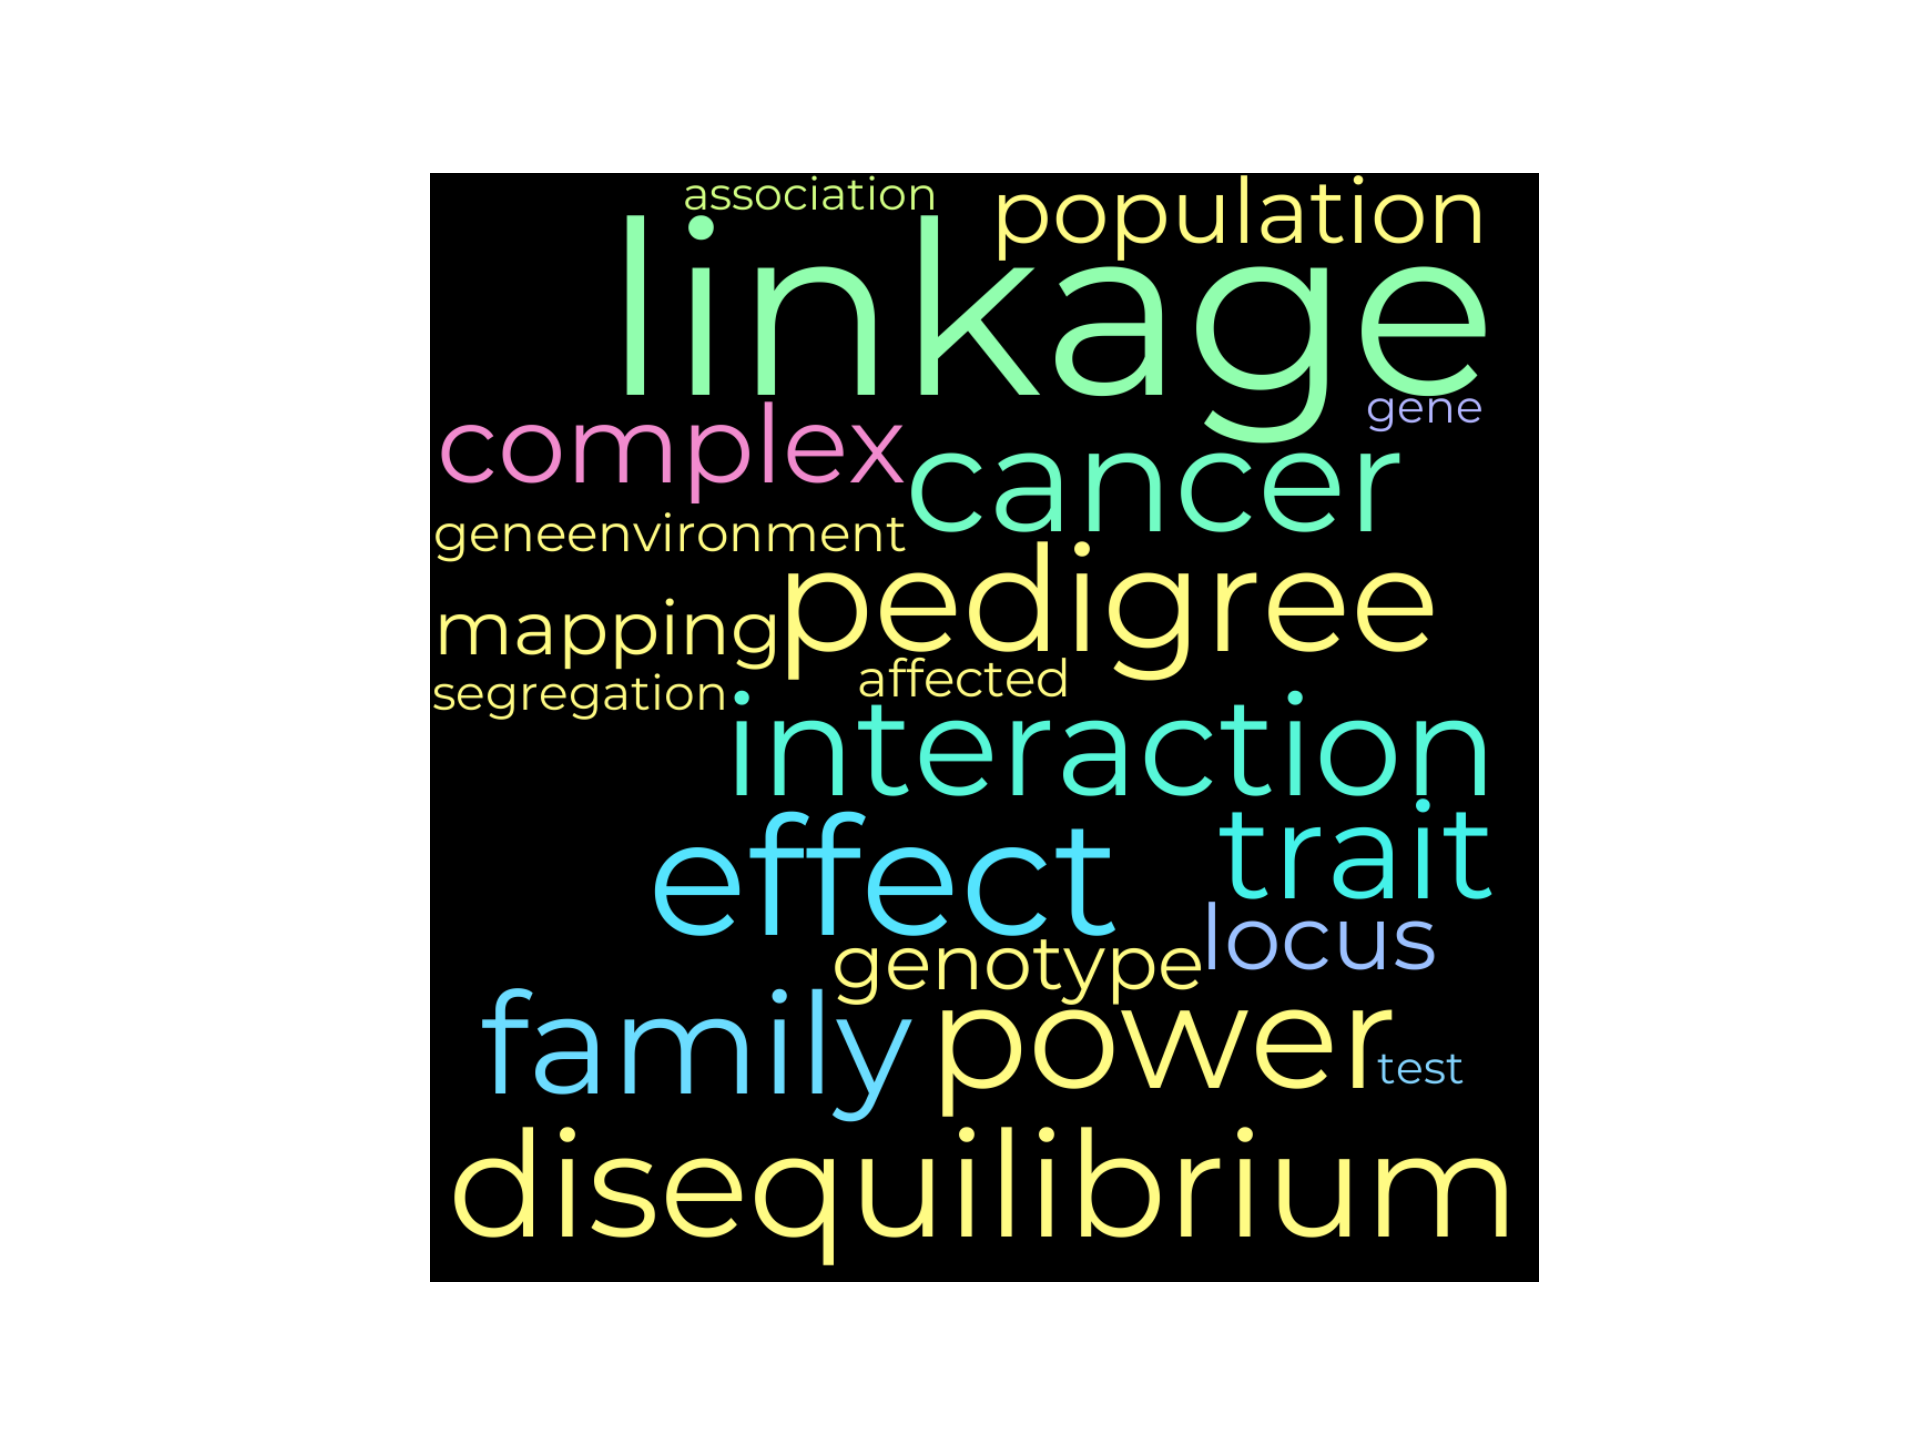 association
population
linkage
gene
complex
cancer
geneenvironment
pedigree
mapping
affected
segregation
interaction
effect
trait
locus
genotype
family
power
test
disequilibrium